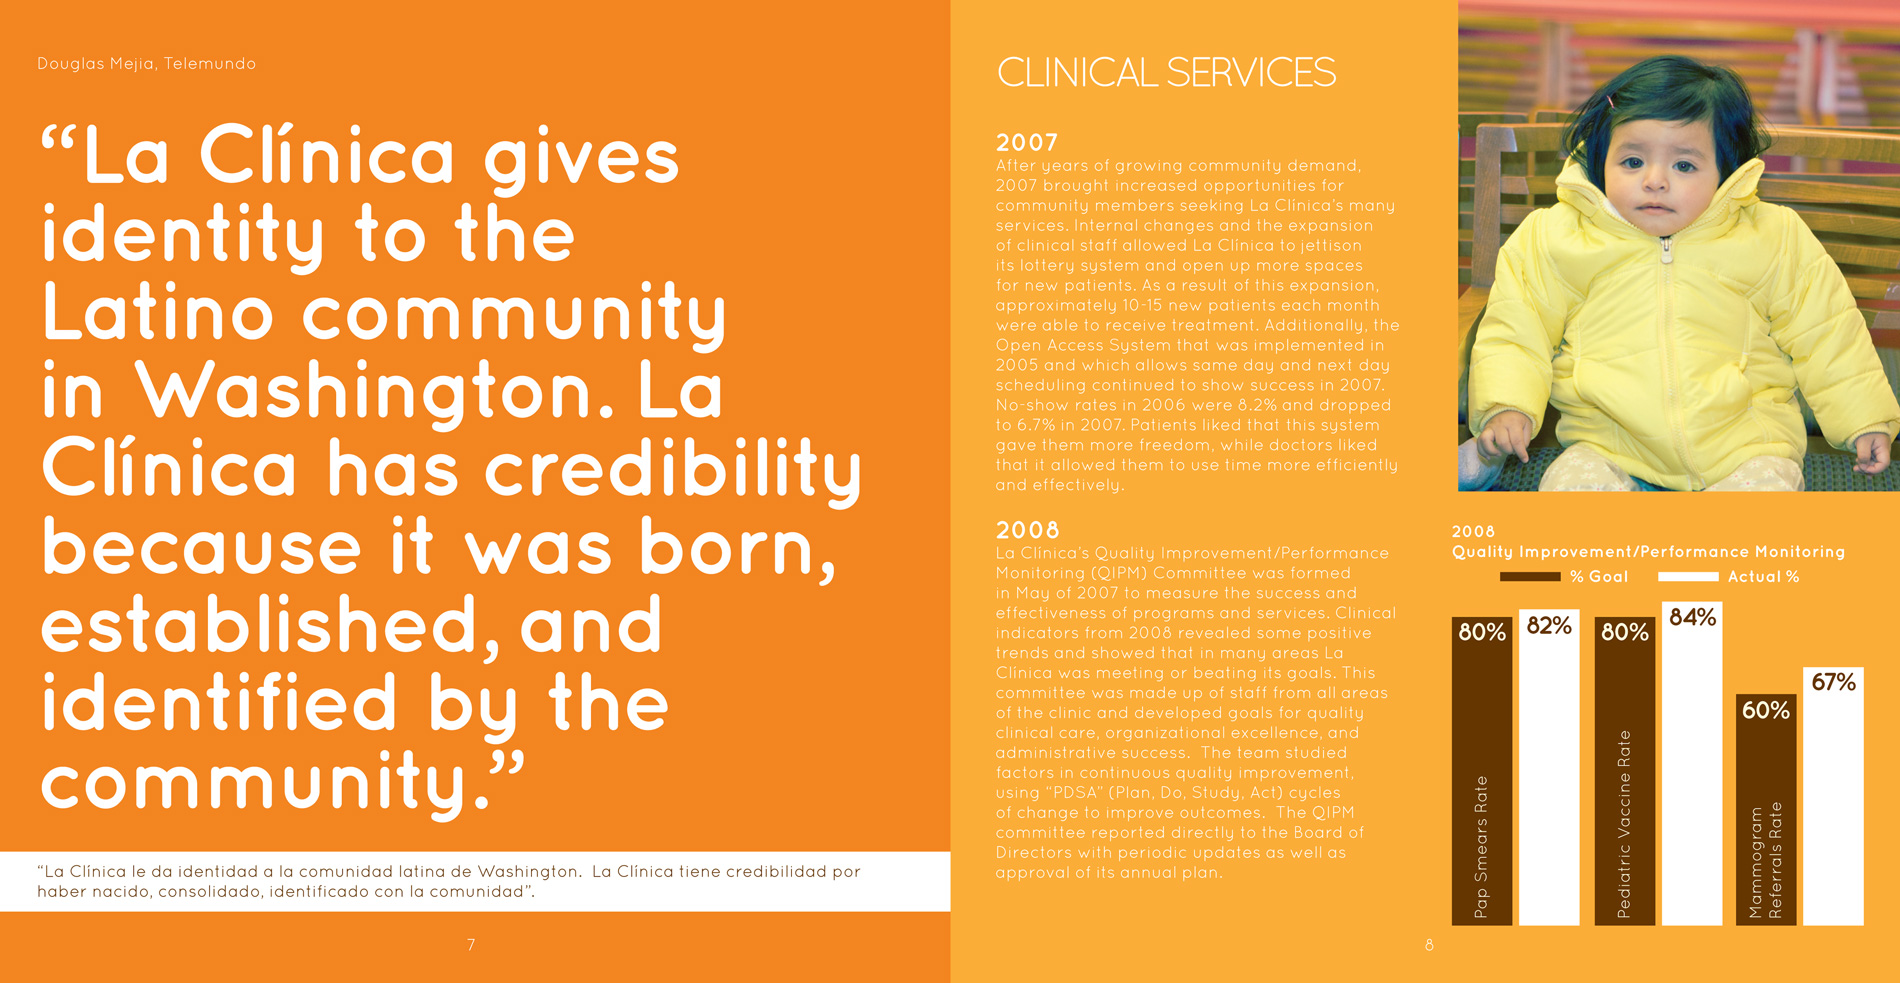 Douglas Mejia, Telemundo
“La Clínica gives
identity to the
Latino community
in Washington. La
Clínica has credibility
because it was born,
established, and
identified by the
community.”
“La Clínica le da identidad a la comunidad latina de Washington. La Clínica tiene credibilidad por
haber nacido, consolidado, identificado con la comunidad”.
7
CLINICAL SERVICES
2007
After years of growing community demand,
2007 brought increased opportunities for
community members seeking La Clínica’s many
services. Internal changes and the expansion
of clinical staff allowed La Clínica to jettison
its lottery system and open up more spaces
for new patients. As a result of this expansion,
approximately 10-15 new patients each month
were able to receive treatment. Additionally, the
Open Access System that was implemented in
2005 and which allows same day and next day
scheduling continued to show success in 2007.
No-show rates in 2006 were 8.2% and dropped
to 6.7% in 2007. Patients liked that this system
gave them more freedom, while doctors liked
that it allowed them to use time more efficiently
and effectively.
2008
La Clínica’s Quality Improvement/Performance
Monitoring (QIPM) Committee was formed
in May of 2007 to measure the success and
effectiveness of programs and services. Clinical
indicators from 2008 revealed some positive
trends and showed that in many areas La
Clínica was meeting or beating its goals. This
committee was made up of staff from all areas
of the clinic and developed goals for quality
clinical care, organizational excellence, and
administrative success. The team studied
factors in continuous quality improvement,
using “PDSA” (Plan, Do, Study, Act) cycles
of change to improve outcomes. The QIPM
committee reported directly to the Board of
Directors with periodic updates as well as
approval of its annual plan.
2008
Quality Improvement/Performance Monitoring
% Goal Actual %
80% 82% 80% 84% 60% 67%
Pap Smears Rate
Pediatric Vaccine Rate
Mammogram
Referrals Rate
8